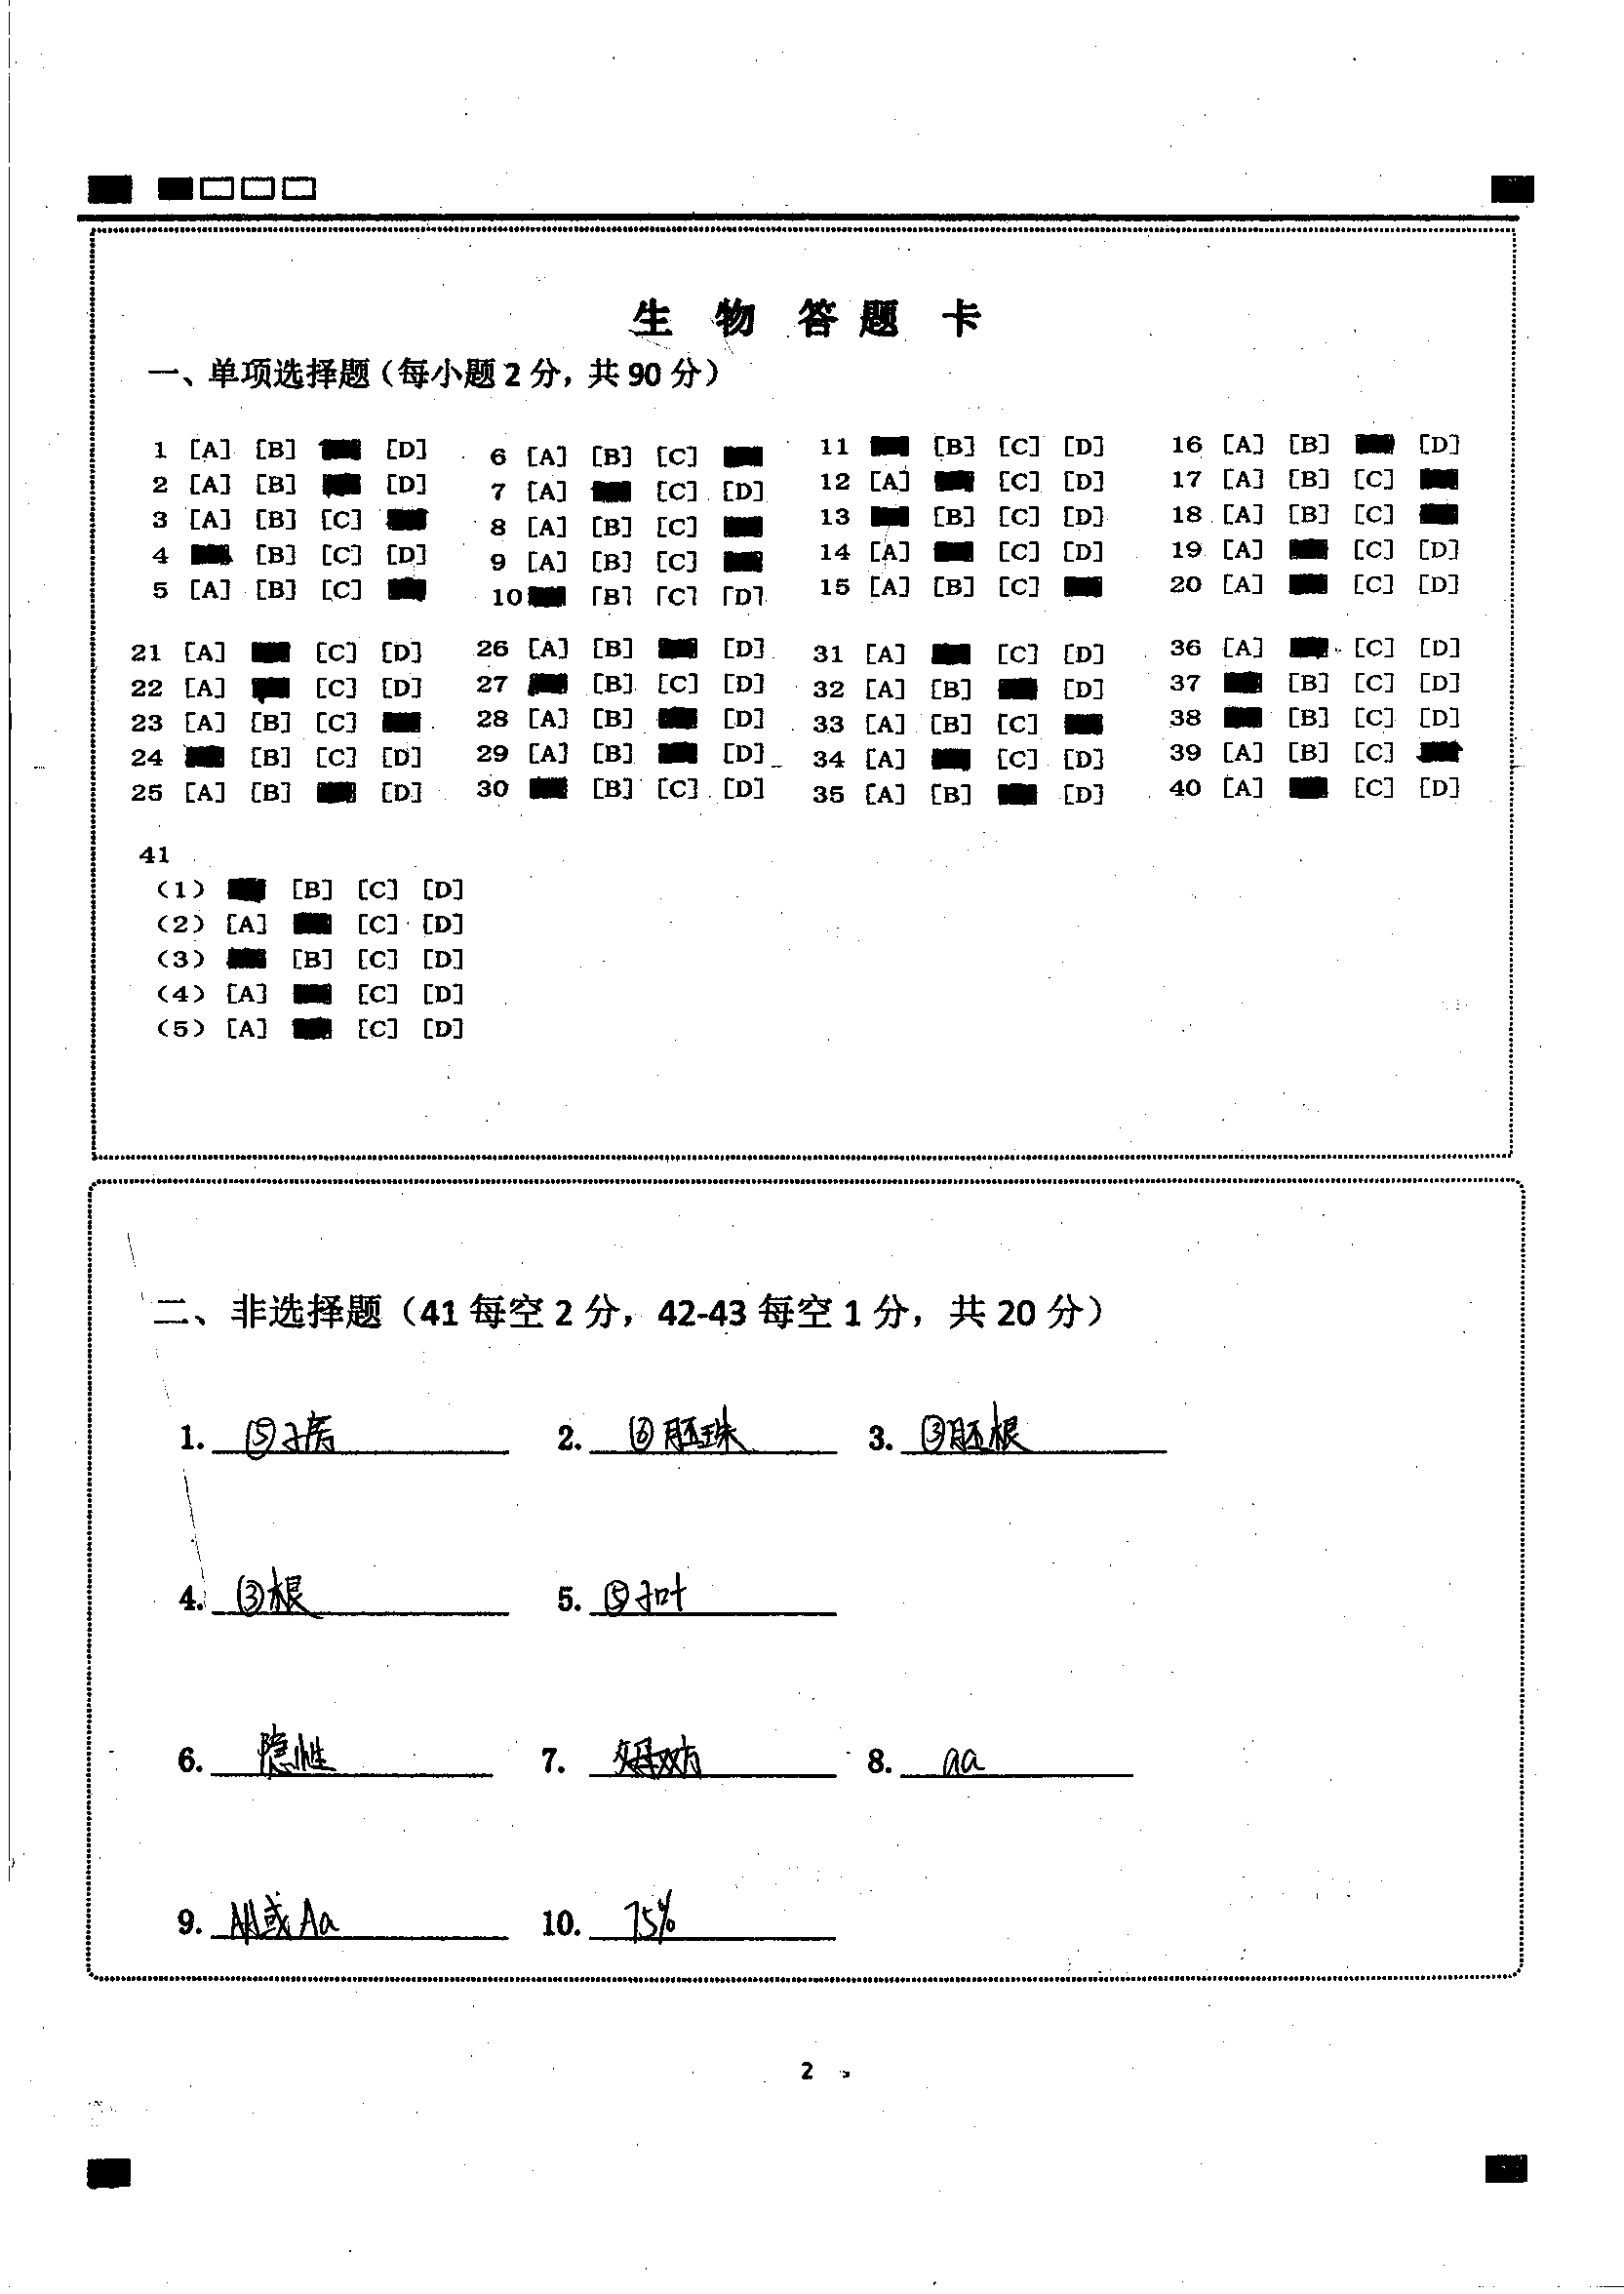 生 物 答 题 卡
一、单项选择题（每小题 2 分，共 90 分）
1 [A] [B] [D]
2 [A] [B] [D]
3 [A] [B] [C]
4 [B] [C] [D]
5 [A] [B] [C]
6 [A] [B] [C]
7 [A] [C] [D]
8 [A] [B] [C]
9 [A] [B] [C]
10 [B] [C] [D]
11 [B] [C] [D]
12 [A] [C] [D]
13 [B] [C] [D]
14 [A] [C] [D]
15 [A] [B] [C]
16 [A] [B] [D]
17 [A] [B] [C]
18 [A] [B] [C]
19 [A] [C] [D]
20 [A] [C] [D]
21 [A] [C] [D]
22 [A] [C] [D]
23 [A] [B] [C]
24 [B] [C] [D]
25 [A] [B] [D]
26 [A] [B] [D]
27 [B] [C] [D]
28 [A] [B] [D]
29 [A] [B] [D]
30 [B] [C] [D]
31 [A] [C] [D]
32 [A] [B] [D]
33 [A] [B] [C]
34 [A] [C] [D]
35 [A] [B] [D]
36 [A] [C] [D]
37 [B] [C] [D]
38 [B] [C] [D]
39 [A] [B] [C]
40 [A] [C] [D]
41
（1） [B] [C] [D]
（2） [A] [C] [D]
（3） [B] [C] [D]
（4） [A] [C] [D]
（5） [A] [C] [D]
二、非选择题（41 每空 2 分，42-43 每空 1 分，共 20 分）
1. ⑤子房 2. ⑥胚珠 3. ③胚根
4. ③根 5. ⑤子叶
6. 隐性 7. 父母双方 8. aa
9. AA或Aa 10. 75%
2